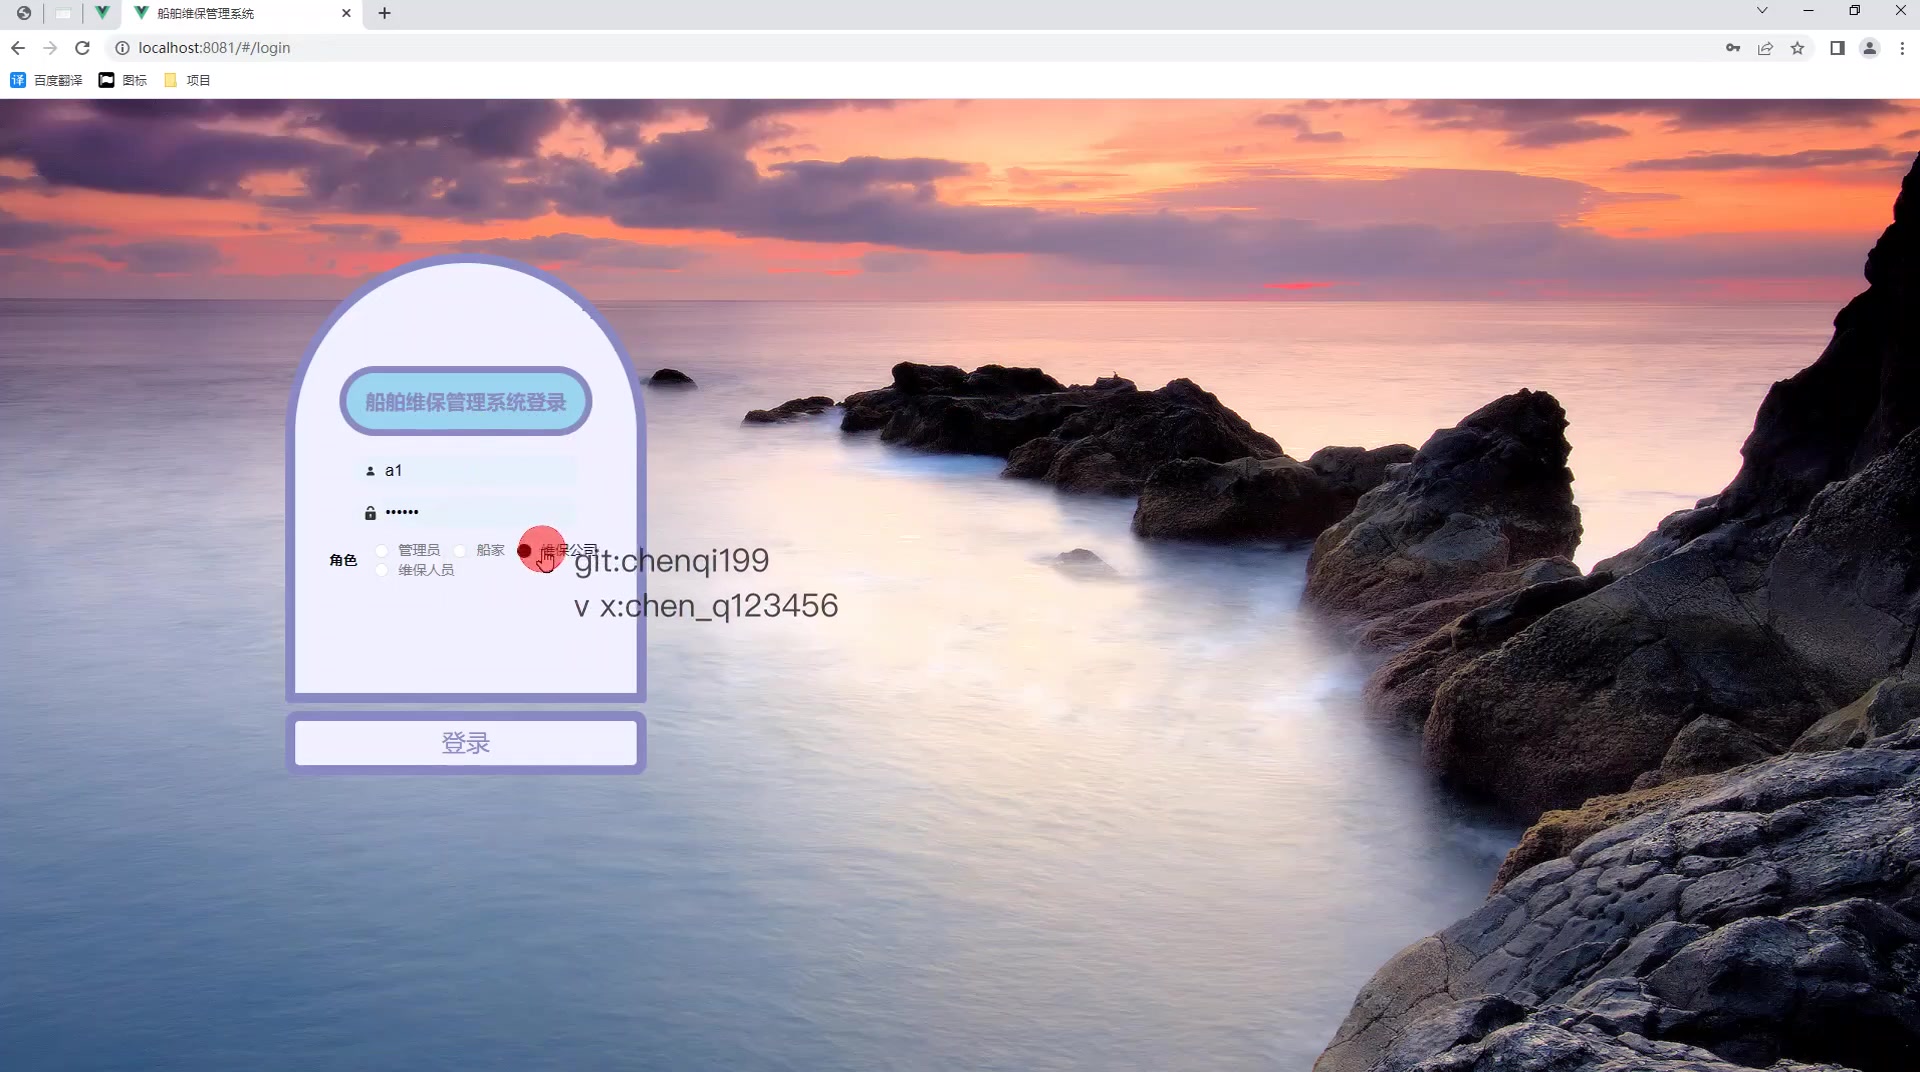 船舶维保管理系统
localhost:8081/#/login
百度翻译
图标
项目
船舶维保管理系统登录
a1
••••••
角色
管理员
船家
维保公司
维保人员
git:chenqi199
v x:chen_q123456
登录